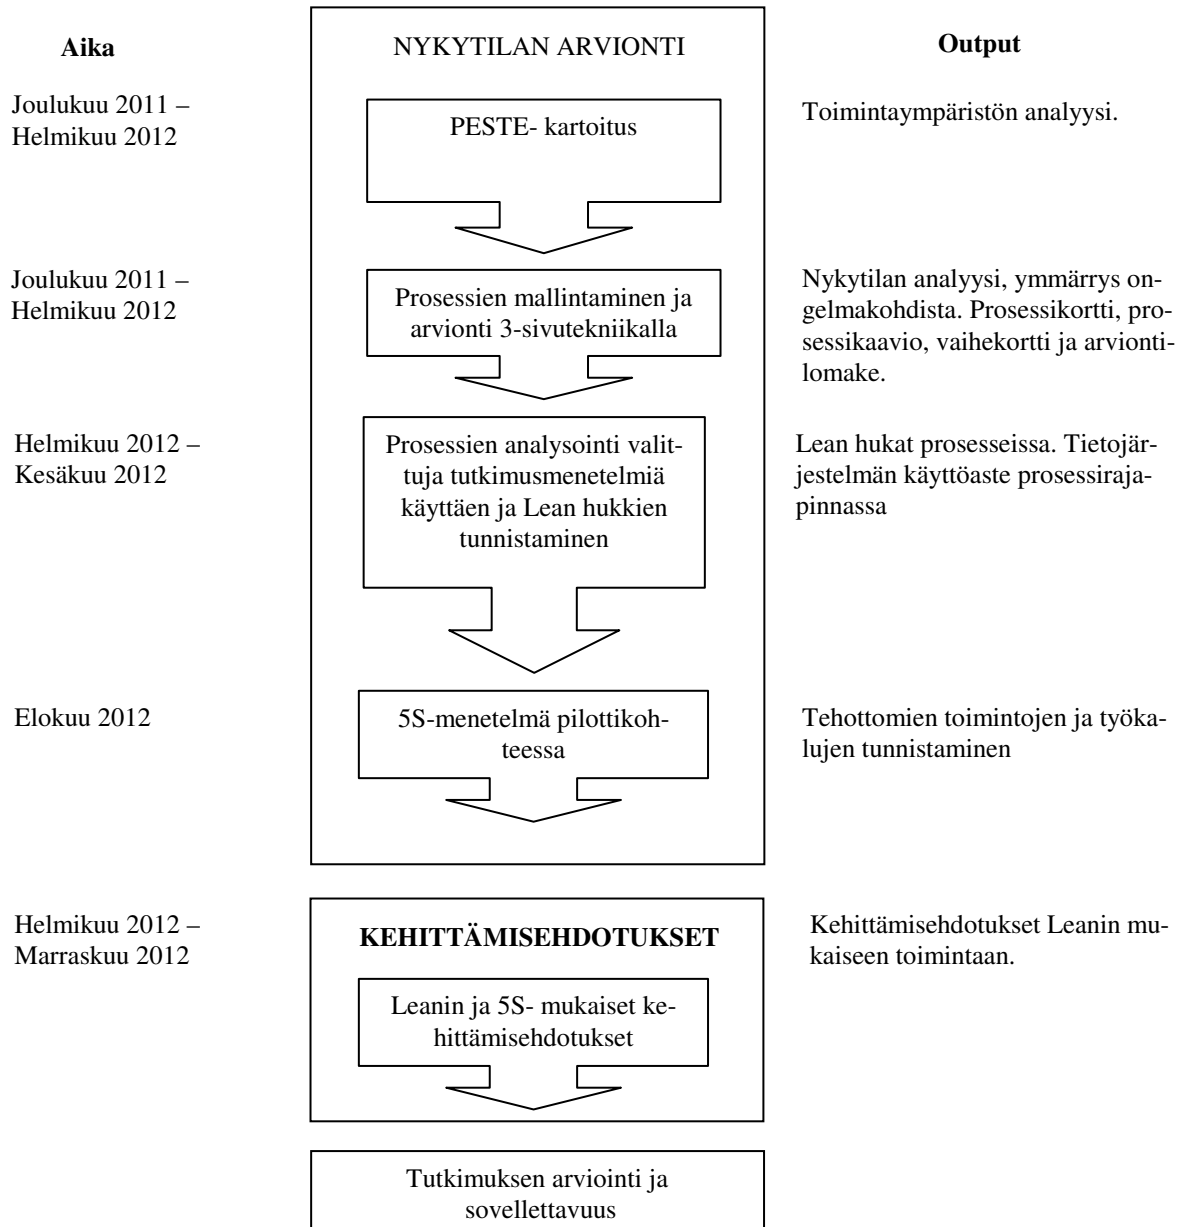 Aika
NYKYTILAN ARVIONTI
Output
Joulukuu 2011 –
Helmikuu 2012
PESTE- kartoitus
Toimintaympäristön analyysi.
Joulukuu 2011 –
Helmikuu 2012
Prosessien mallintaminen ja
arvionti 3-sivutekniikalla
Nykytilan analyysi, ymmärrys on-
gelmakohdista. Prosessikortti, pro-
sessikaavio, vaihekortti ja arvionti-
lomake.
Helmikuu 2012 –
Kesäkuu 2012
Prosessien analysointi valit-
tuja tutkimusmenetelmiä
käyttäen ja Lean hukkien
tunnistaminen
Lean hukat prosesseissa. Tietojär-
jestelmän käyttöaste prosessiraja-
pinnassa
Elokuu 2012
5S-menetelmä pilottikoh-
teessa
Tehottomien toimintojen ja työka-
lujen tunnistaminen
Helmikuu 2012 –
Marraskuu 2012
KEHITTÄMISEHDOTUKSET
Leanin ja 5S- mukaiset ke-
hittämisehdotukset
Kehittämisehdotukset Leanin mu-
kaiseen toimintaan.
Tutkimuksen arviointi ja
sovellettavuus